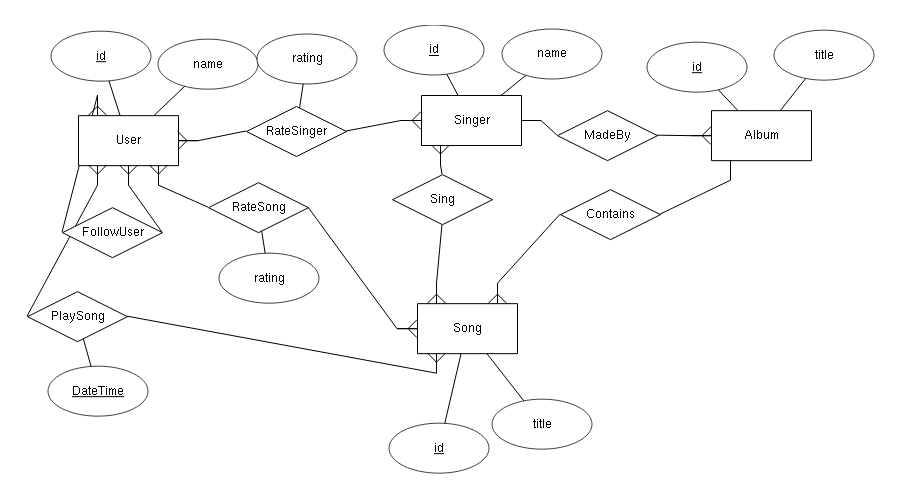 id
name
rating
id
name
id
title
User
RateSinger
Singer
MadeBy
Album
Sing
RateSong
Contains
FollowUser
rating
PlaySong
Song
DateTime
id
title